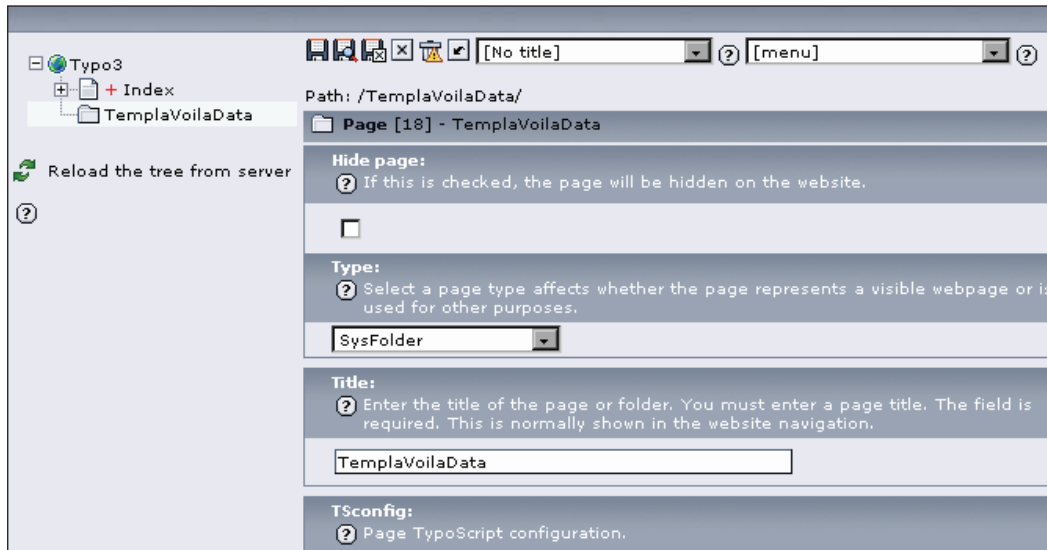 Typo3
+ Index
TemplaVoilaData
Reload the tree from server
[No title]
[menu]
Path: /TemplaVoilaData/
Page [18] - TemplaVoilaData
Hide page:
If this is checked, the page will be hidden on the website.
Type:
Select a page type affects whether the page represents a visible webpage or is
used for other purposes.
SysFolder
Title:
Enter the title of the page or folder. You must enter a page title. The field is
required. This is normally shown in the website navigation.
TemplaVoilaData
TSconfig:
Page TypoScript configuration.